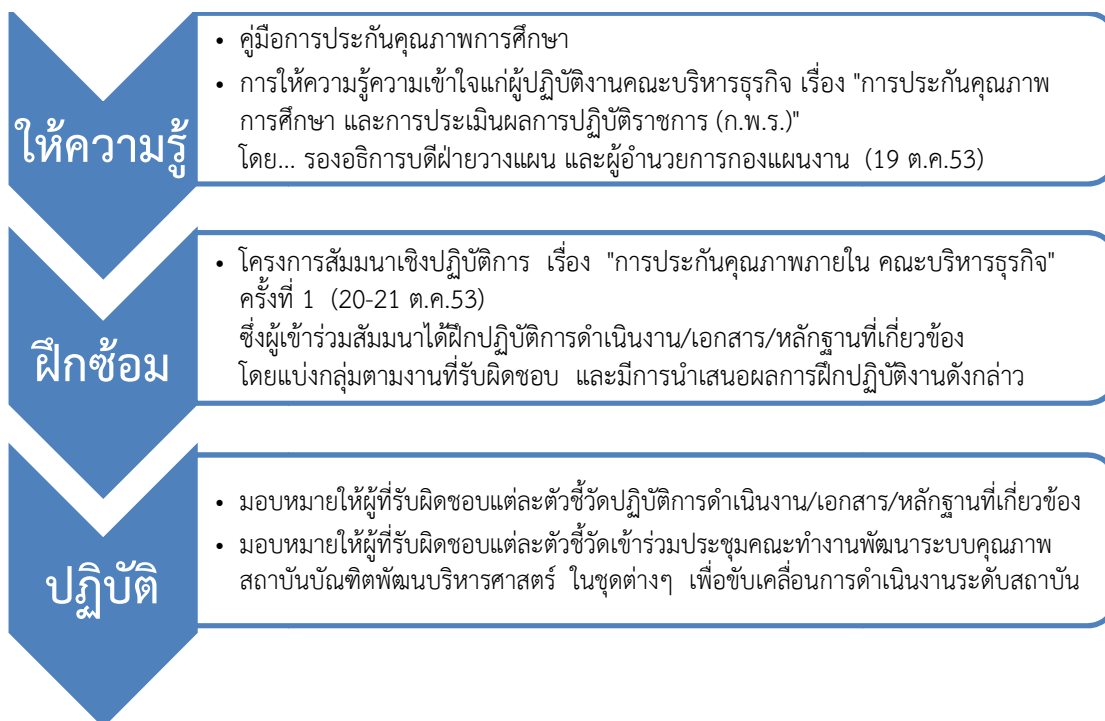 ให้ความรู้
• คู่มือการประกันคุณภาพการศึกษา
• การให้ความรู้ความเข้าใจแก่ผู้ปฏิบัติงานคณะบริหารธุรกิจ เรื่อง "การประกันคุณภาพ
การศึกษา และการประเมินผลการปฏิบัติราชการ (ก.พ.ร.)"
โดย... รองอธิการบดีฝ่ายวางแผน และผู้อำนวยการกองแผนงาน (19 ต.ค.53)
ฝึกซ้อม
• โครงการสัมมนาเชิงปฏิบัติการ เรื่อง "การประกันคุณภาพภายใน คณะบริหารธุรกิจ"
ครั้งที่ 1 (20-21 ต.ค.53)
ซึ่งผู้เข้าร่วมสัมมนาได้ฝึกปฏิบัติการดำเนินงาน/เอกสาร/หลักฐานที่เกี่ยวข้อง
โดยแบ่งกลุ่มตามงานที่รับผิดชอบ และมีการนำเสนอผลการฝึกปฏิบัติงานดังกล่าว
ปฏิบัติ
• มอบหมายให้ผู้ที่รับผิดชอบแต่ละตัวชี้วัดปฏิบัติการดำเนินงาน/เอกสาร/หลักฐานที่เกี่ยวข้อง
• มอบหมายให้ผู้ที่รับผิดชอบแต่ละตัวชี้วัดเข้าร่วมประชุมคณะทำงานพัฒนาระบบคุณภาพ
สถาบันบัณฑิตพัฒนบริหารศาสตร์ ในชุดต่างๆ เพื่อขับเคลื่อนการดำเนินงานระดับสถาบัน